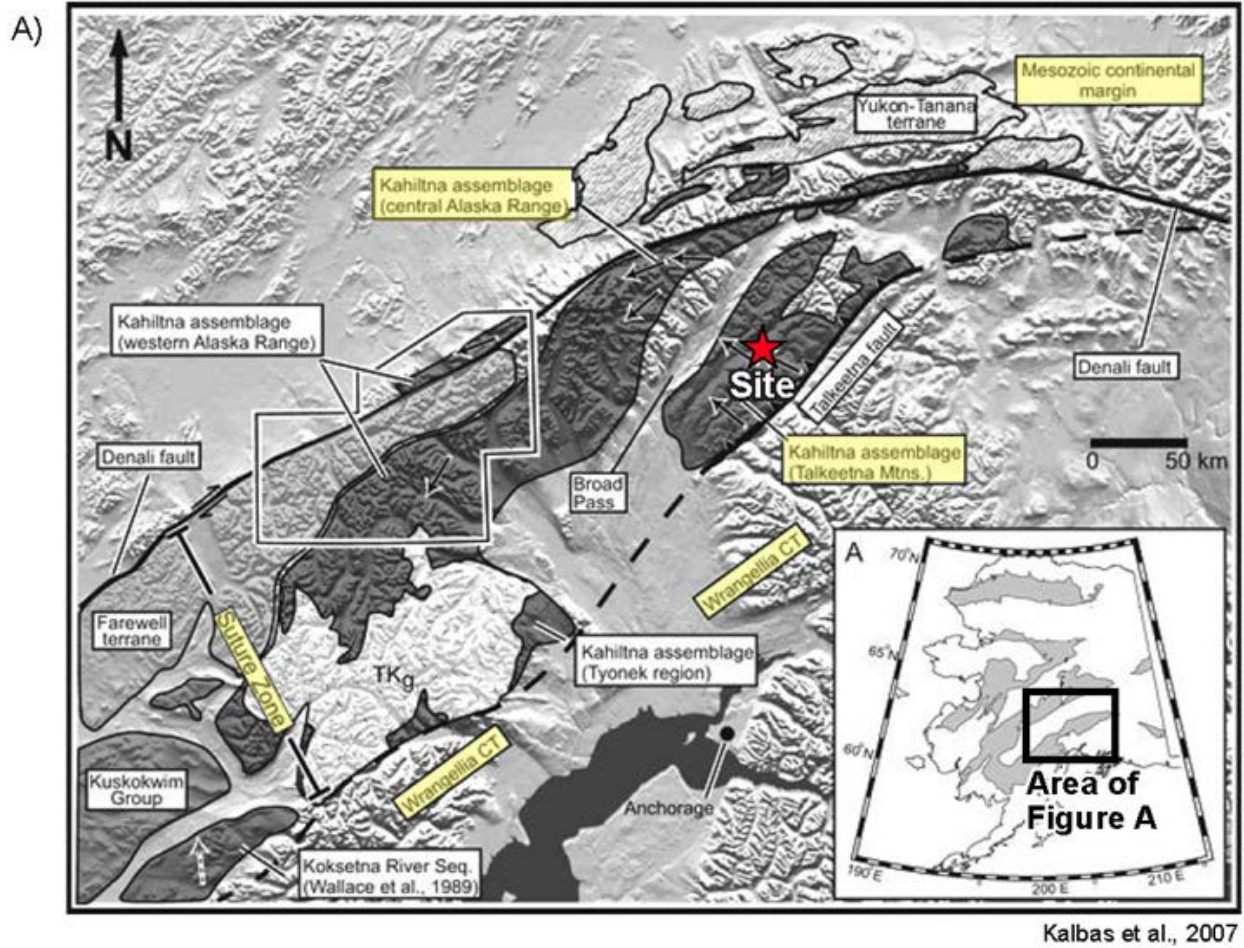 A)
N
Mesozoic continental
margin
Yukon-Tanana
terrane
Kahiltna assemblage
(central Alaska Range)
Kahiltna assemblage
(western Alaska Range)
Site
Talkeetna fault
Denali fault
Kahiltna assemblage
(Talkeetna Mtns.)
0 50 km
Denali fault
Broad
Pass
Wrangellia CT
Farewell
terrane
Suture Zone
Kahiltna assemblage
(Tyonek region)
TKg
Wrangellia CT
Kuskokwim
Group
Anchorage
Koksetna River Seq.
(Wallace et al., 1989)
A
70°N
65°N
60°N
Area of
Figure A
190 E
200 E
210 E
Kalbas et al., 2007